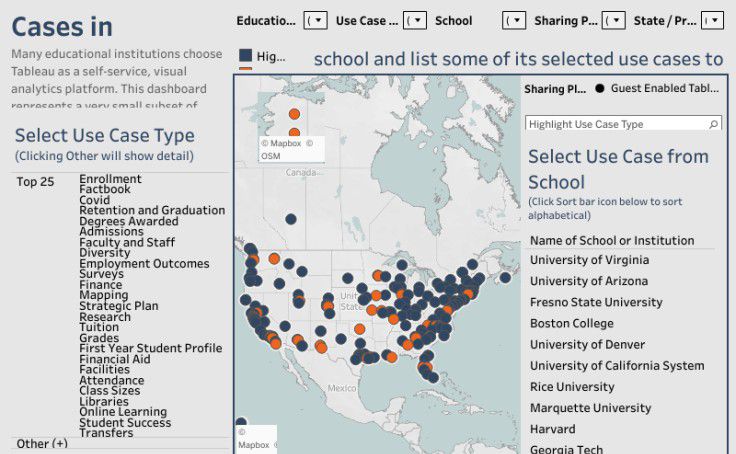 Cases in
Many educational institutions choose
Tableau as a self-service, visual
analytics platform. This dashboard
represents a very small subset of
Educatio...
Use Case ...
School
Sharing P...
State / Pr...
Hig...
school and list some of its selected use cases to
Select Use Case Type
(Clicking Other will show detail)
Top 25
Enrollment
Factbook
Covid
Retention and Graduation
Degrees Awarded
Admissions
Faculty and Staff
Diversity
Employment Outcomes
Surveys
Finance
Mapping
Strategic Plan
Research
Tuition
Grades
First Year Student Profile
Financial Aid
Facilities
Attendance
Class Sizes
Libraries
Online Learning
Student Success
Transfers
Other (+)
© Mapbox ©
OSM
Canada
United
States
Mexico
©
Mapbox ©
Sharing Pl...
Guest Enabled Tabl...
Highlight Use Case Type
Select Use Case from
School
(Click Sort bar icon below to sort
alphabetical)
Name of School or Institution
University of Virginia
University of Arizona
Fresno State University
Boston College
University of Denver
University of California System
Rice University
Marquette University
Harvard
Georgia Tech